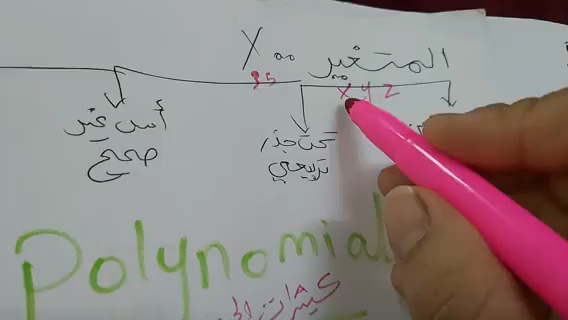 المتغير .. X
x y z
أس غير
صحيح
تحت جذر
تربيعي
Polynomial